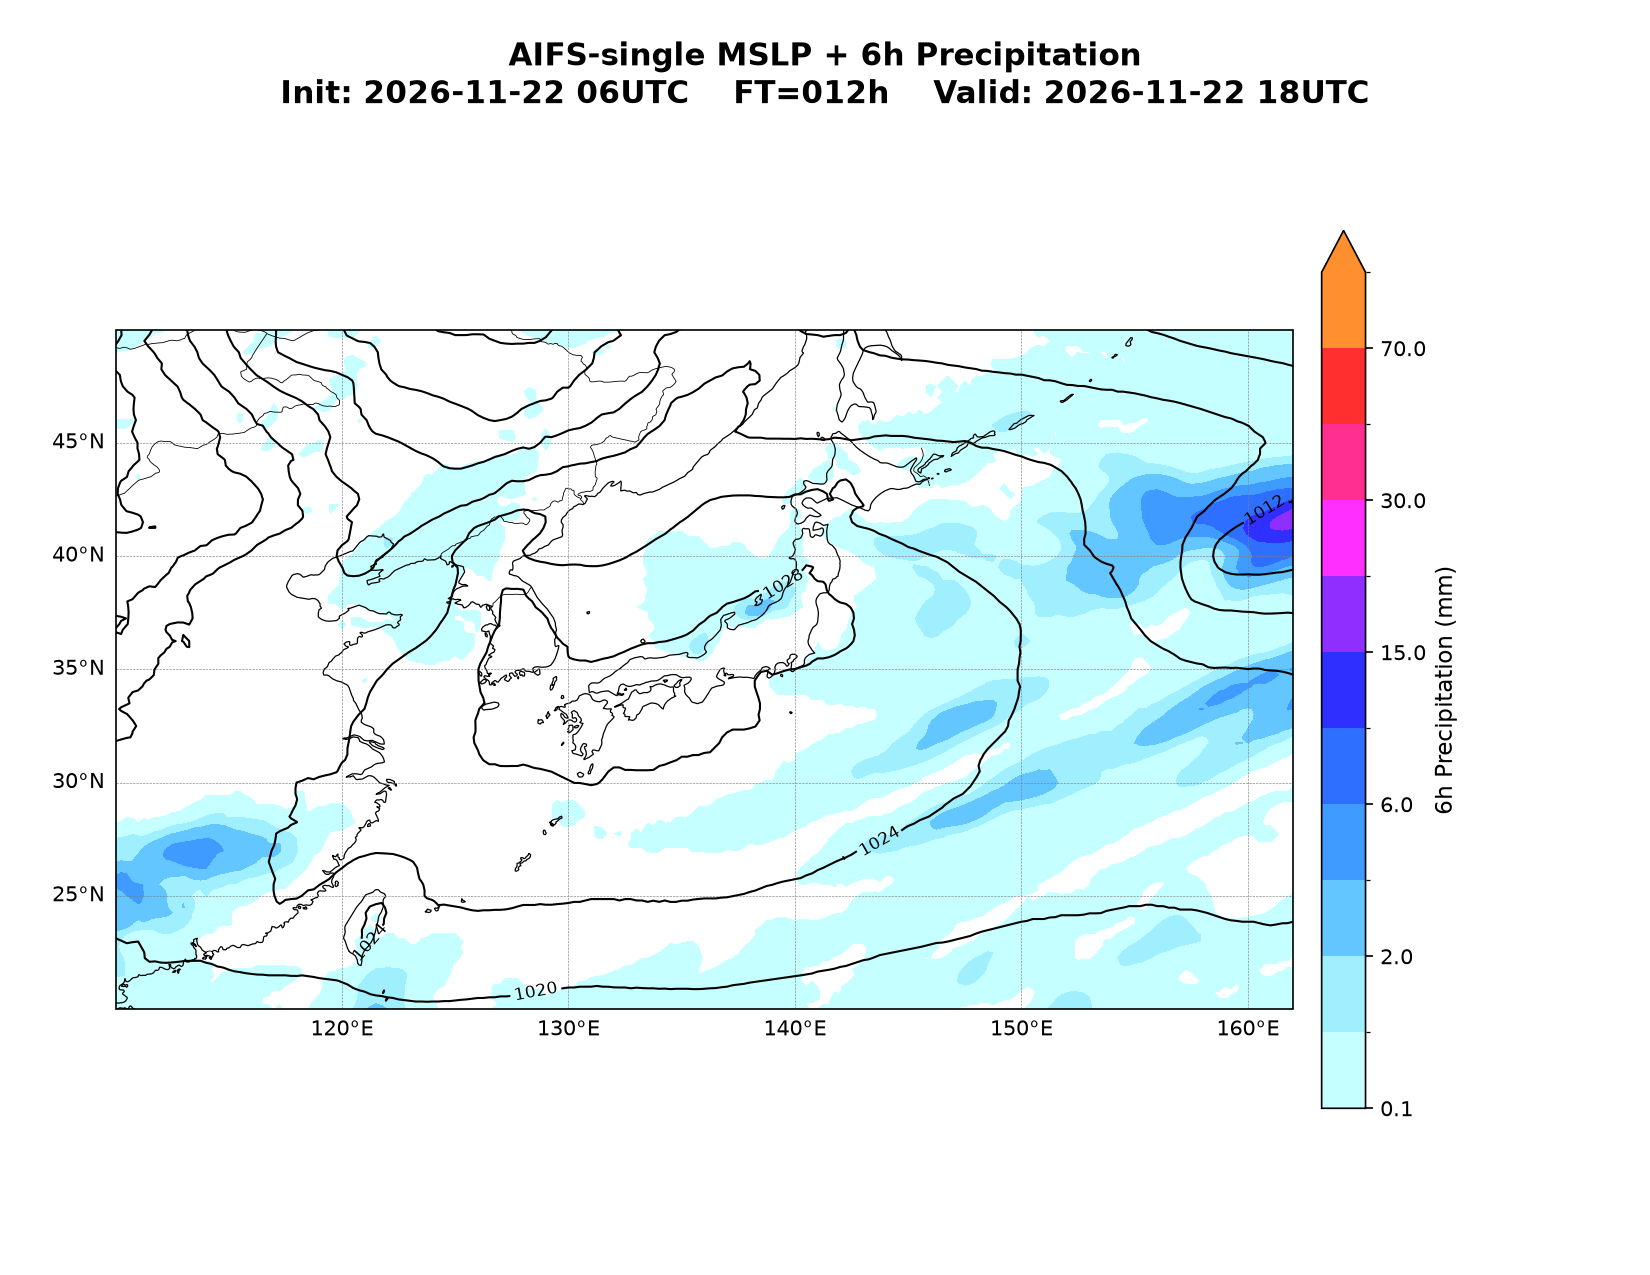 AIFS-single MSLP + 6h Precipitation
Init: 2026-11-22 06UTC    FT=012h    Valid: 2026-11-22 18UTC
70.0
30.0
15.0
6.0
2.0
0.1
6h Precipitation (mm)
45°N
40°N
35°N
30°N
25°N
1012
1028
1024
1024
1020
120°E
130°E
140°E
150°E
160°E